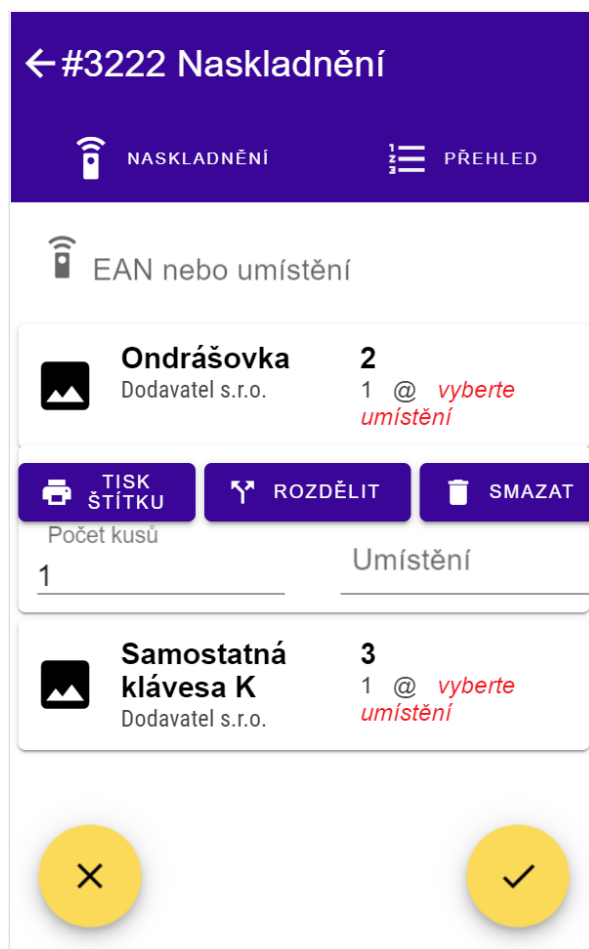 #3222 Naskladnění
NASKLADNĚNÍ PŘEHLED
EAN nebo umístění
Ondrášovka 2
Dodavatel s.r.o. 1 @ vyberte
umístění
TISK
ŠTÍTKU ROZDĚLIT SMAZAT
Počet kusů
1 Umístění
Samostatná 3
klávesa K 1 @ vyberte
Dodavatel s.r.o. umístění